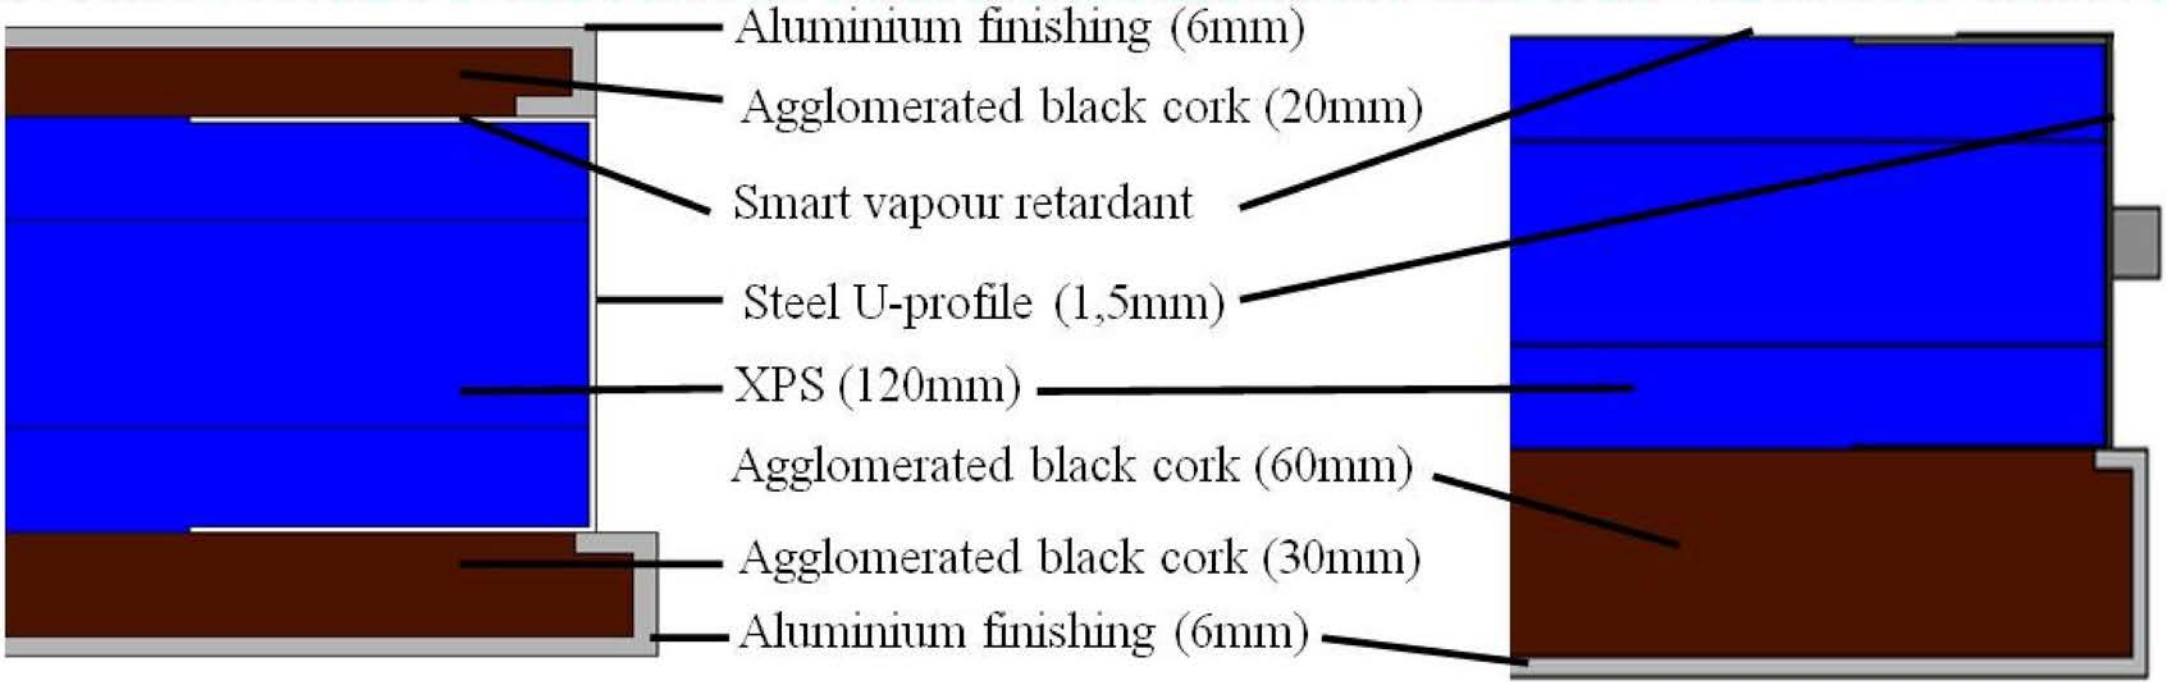 Aluminium finishing (6mm)
Agglomerated black cork (20mm)
Smart vapour retardant
Steel U-profile (1,5mm)
XPS (120mm)
Agglomerated black cork (60mm)
Agglomerated black cork (30mm)
Aluminium finishing (6mm)